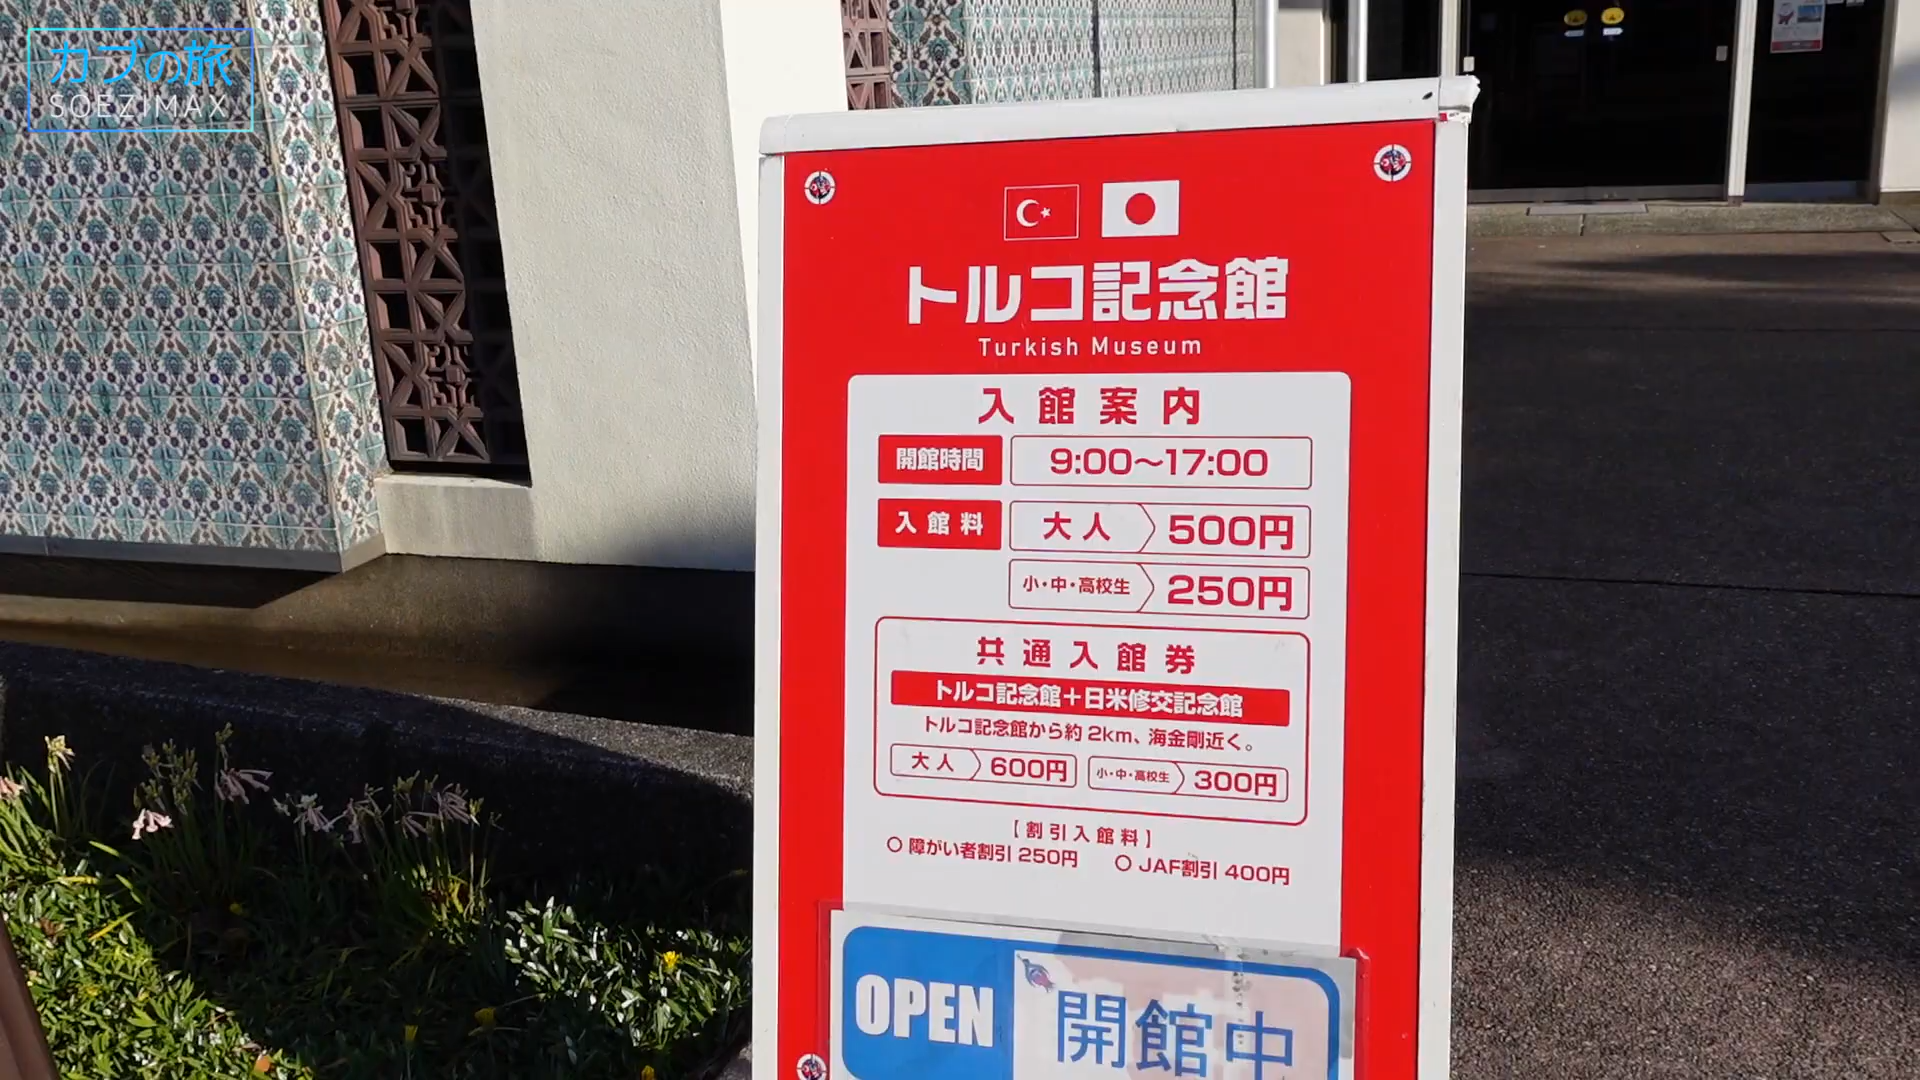 カブの旅
SOEZIMAX
トルコ記念館
Turkish Museum
入館案内
開館時間 9:00～17:00
入館料 大人 500円
小・中・高校生 250円
共通入館券
トルコ記念館＋日米修交記念館
トルコ記念館から約2km、海金剛近く。
大人 600円 小・中・高校生 300円
【割引入館料】
○ 障がい者割引 250円 ○ JAF割引 400円
OPEN 開館中